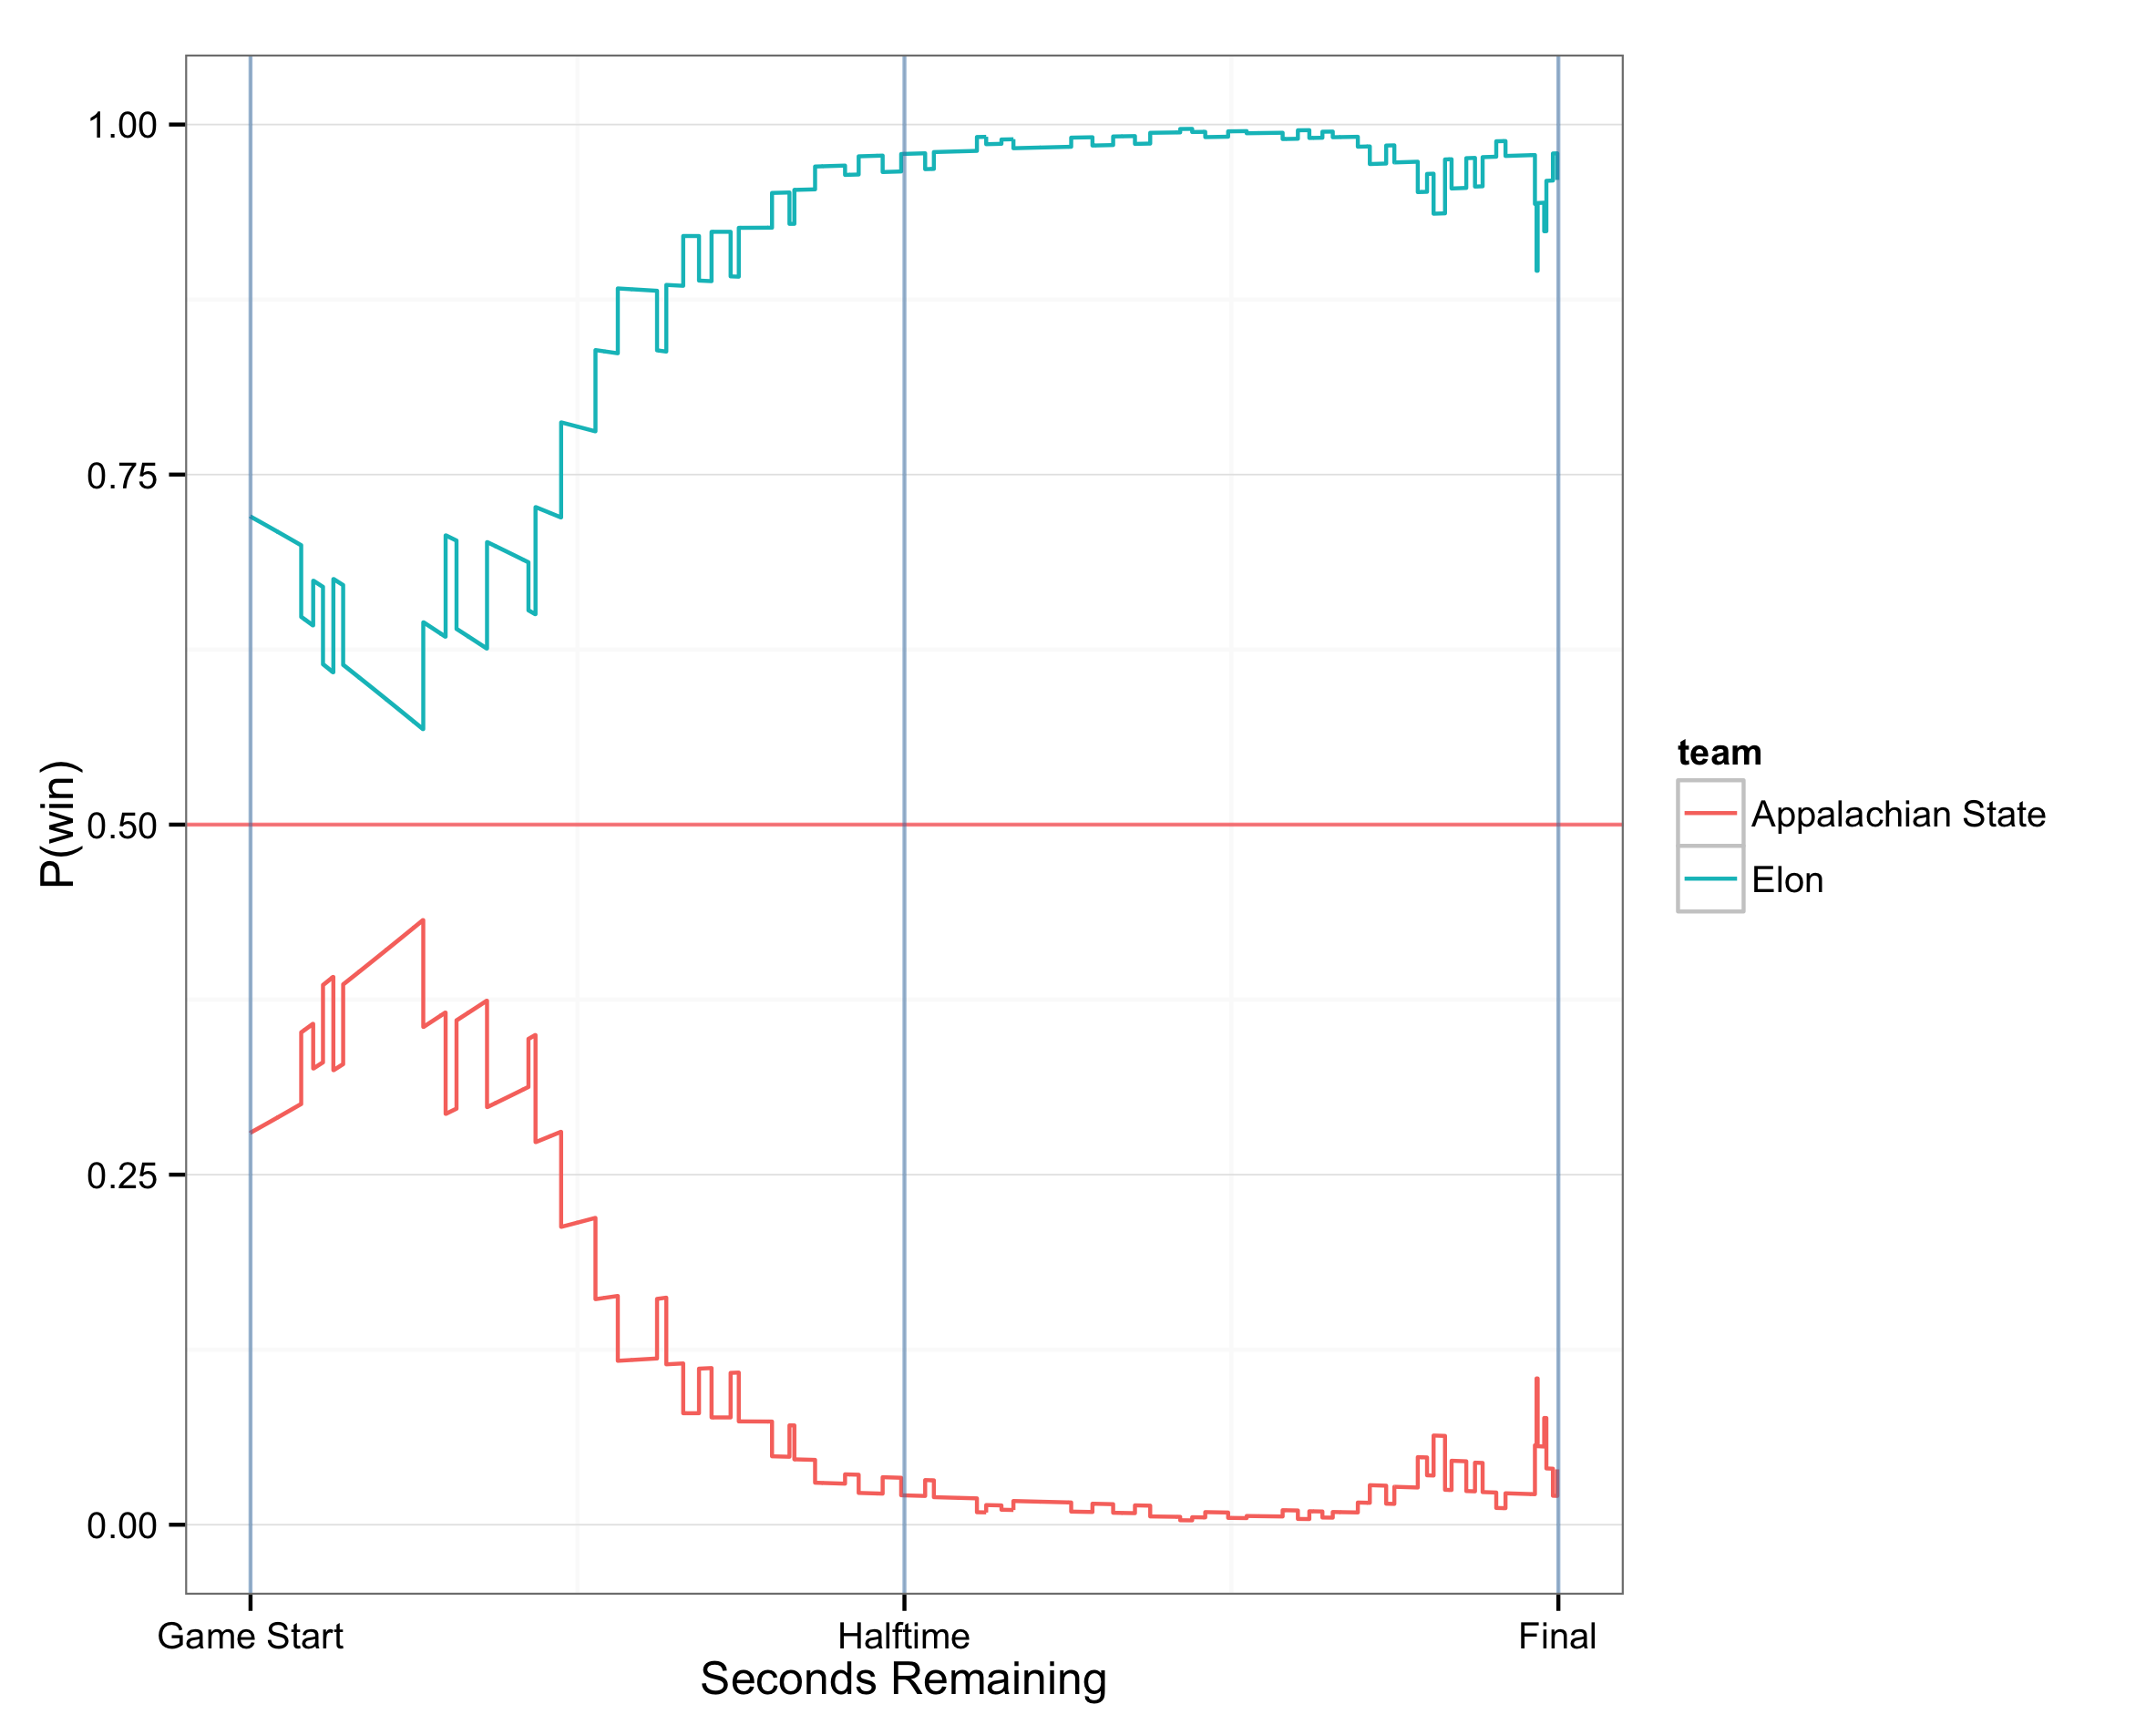 1.00
0.75
0.50
0.25
0.00
P(win)
Game Start
Halftime
Final
Seconds Remaining
team
Appalachian State
Elon